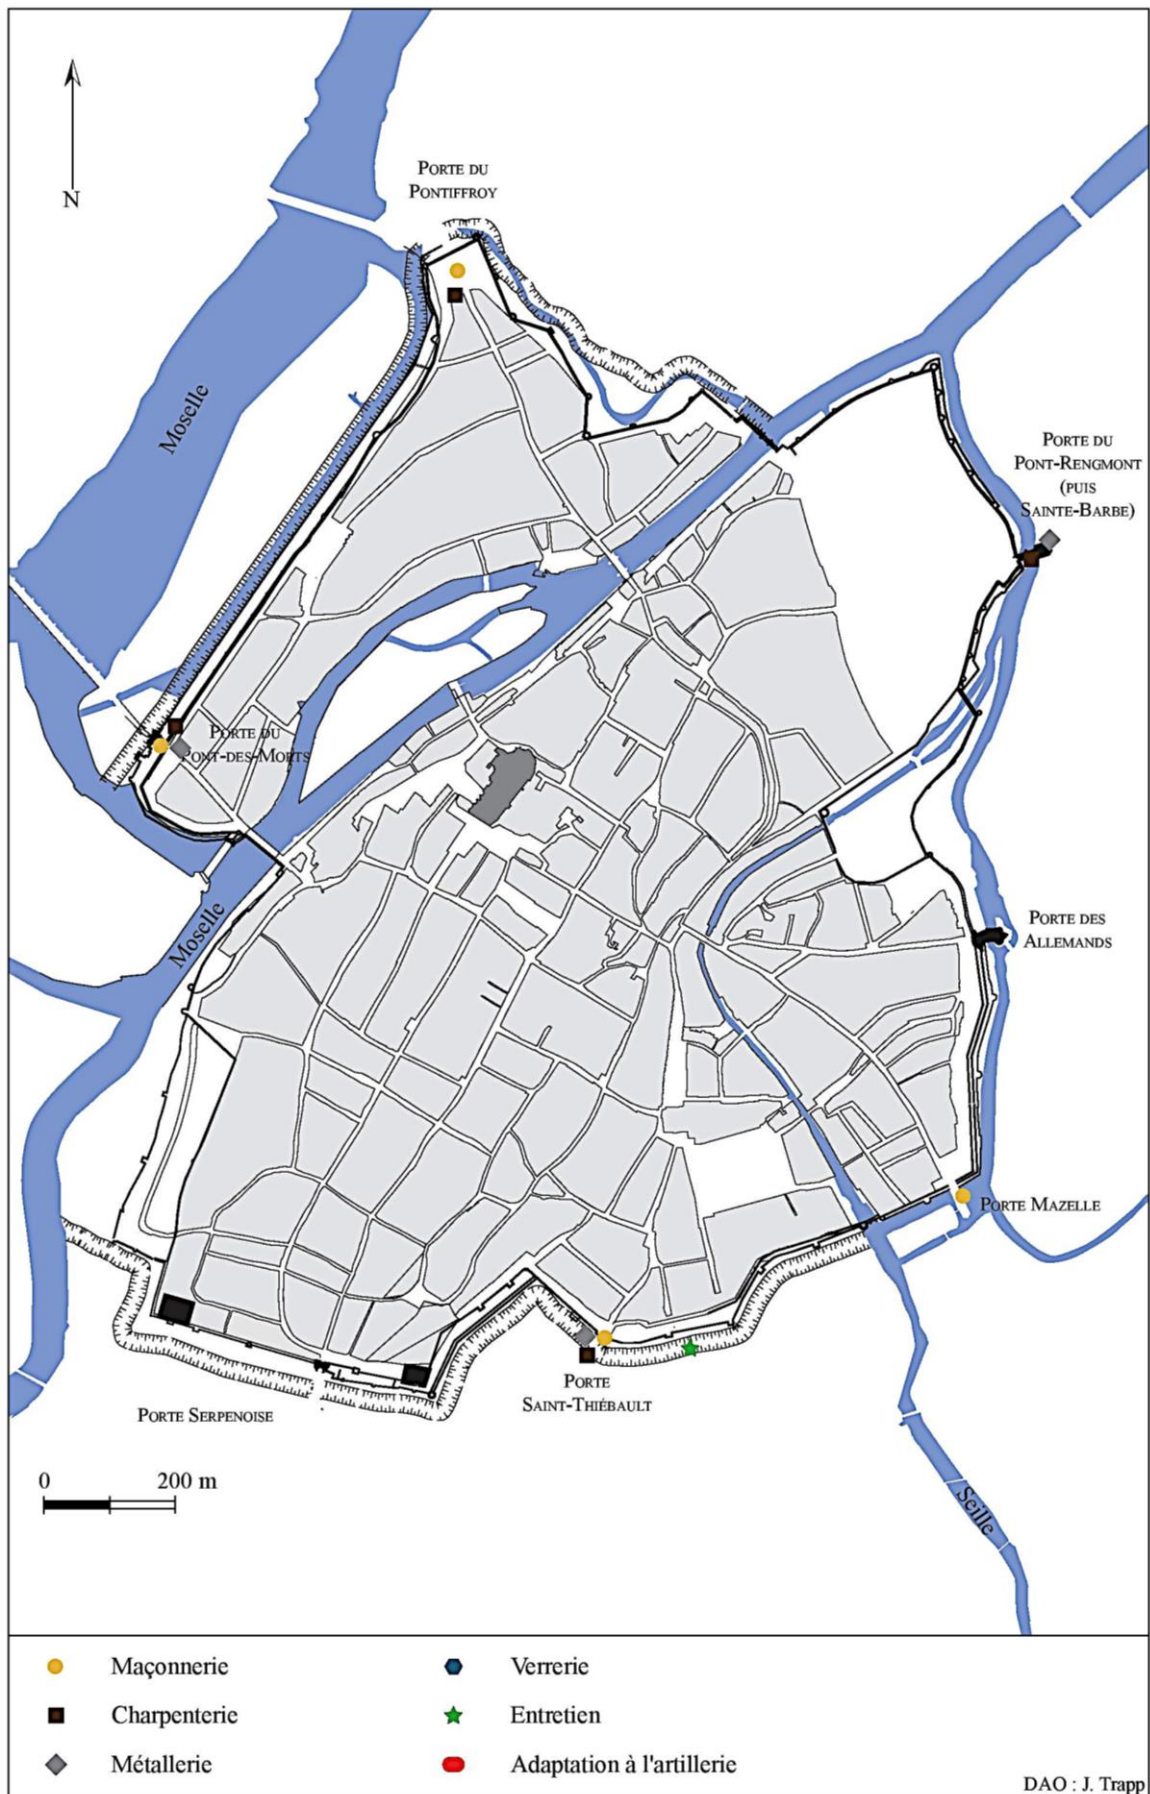 Porte du
Pontiffroy
N
Moselle
Porte du
Pont-Rengmont
(puis
Sainte-Barbe)
Porte du
Pont-des-Morts
Moselle
Porte des
Allemands
Porte Mazelle
Porte
Saint-Thiébault
Porte Serpenoise
0 200 m
Seille
Maçonnerie
Charpenterie
Métallerie
Verrerie
Entretien
Adaptation à l'artillerie
DAO : J. Trapp